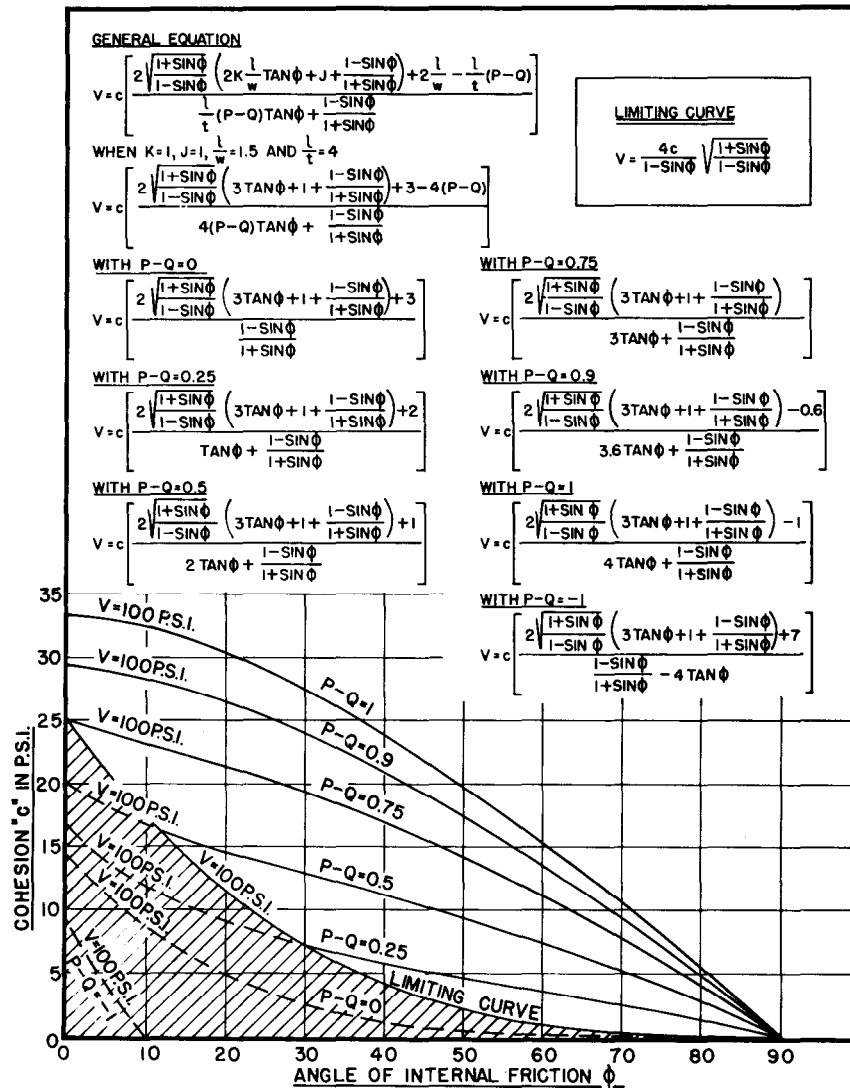 GENERAL EQUATION
V=c[2√(1+SINϕ/1-SINϕ) (2K l/w TANϕ+J+ 1-SINϕ/1+SINϕ)+2 l/w - l/t (P-Q) / l/t (P-Q)TANϕ+ 1-SINϕ/1+SINϕ]
WHEN K=1, J=1, l/w=1.5 AND l/t=4
V=c[2√(1+SINϕ/1-SINϕ) (3TANϕ+1+ 1-SINϕ/1+SINϕ)+3-4(P-Q) / 4(P-Q)TANϕ+ 1-SINϕ/1+SINϕ]
LIMITING CURVE
V= 4c/1-SINϕ √(1+SINϕ/1-SINϕ)
WITH P-Q=0
V=c[2√(1+SINϕ/1-SINϕ) (3TANϕ+1+ 1-SINϕ/1+SINϕ)+3 / 1-SINϕ/1+SINϕ]
WITH P-Q=0.25
V=c[2√(1+SINϕ/1-SINϕ) (3TANϕ+1+ 1-SINϕ/1+SINϕ)+2 / TANϕ+ 1-SINϕ/1+SINϕ]
WITH P-Q=0.5
V=c[2√(1+SINϕ/1-SINϕ) (3TANϕ+1+ 1-SINϕ/1+SINϕ)+1 / 2TANϕ+ 1-SINϕ/1+SINϕ]
WITH P-Q=0.75
V=c[2√(1+SINϕ/1-SINϕ) (3TANϕ+1+ 1-SINϕ/1+SINϕ) / 3TANϕ+ 1-SINϕ/1+SINϕ]
WITH P-Q=0.9
V=c[2√(1+SINϕ/1-SINϕ) (3TANϕ+1+ 1-SINϕ/1+SINϕ)-0.6 / 3.6TANϕ+ 1-SINϕ/1+SINϕ]
WITH P-Q=1
V=c[2√(1+SINϕ/1-SINϕ) (3TANϕ+1+ 1-SINϕ/1+SINϕ)-1 / 4TANϕ+ 1-SINϕ/1+SINϕ]
WITH P-Q=-1
V=c[2√(1+SINϕ/1-SINϕ) (3TANϕ+1+ 1-SINϕ/1+SINϕ)+7 / 1-SINϕ/1+SINϕ -4TANϕ]
COHESION "c" IN P.S.I.
35
30
25
20
15
10
5
0
V=100 P.S.I.
P-Q=1
V=100P.S.I.
P-Q=0.9
V=100P.S.I.
P-Q=0.75
V=100P.S.I.
P-Q=0.5
V=100P.S.I.
V=100P.S.I.
P-Q=0.25
V=100P.S.I.
P-Q=0
LIMITING CURVE
V=100P.S.I.
P-Q=-1
0 10 20 30 40 50 60 70 80 90
ANGLE OF INTERNAL FRICTION ϕ